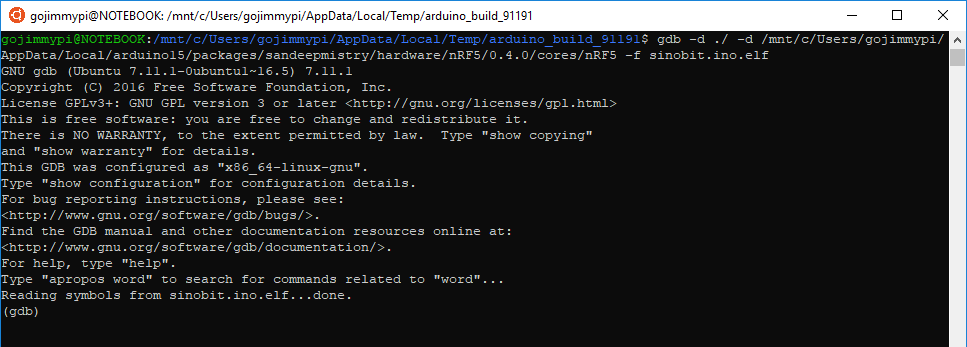 gojimmypi@NOTEBOOK: /mnt/c/Users/gojimmypi/AppData/Local/Temp/arduino_build_91191
gojimmypi@NOTEBOOK:/mnt/c/Users/gojimmypi/AppData/Local/Temp/arduino_build_91191$ gdb -d ./ -d /mnt/c/Users/gojimmypi/
AppData/Local/arduino15/packages/sandeepmistry/hardware/nRF5/0.4.0/cores/nRF5 -f sinobit.ino.elf
GNU gdb (Ubuntu 7.11.1-0ubuntu1~16.5) 7.11.1
Copyright (C) 2016 Free Software Foundation, Inc.
License GPLv3+: GNU GPL version 3 or later <http://gnu.org/licenses/gpl.html>
This is free software: you are free to change and redistribute it.
There is NO WARRANTY, to the extent permitted by law.  Type "show copying"
and "show warranty" for details.
This GDB was configured as "x86_64-linux-gnu".
Type "show configuration" for configuration details.
For bug reporting instructions, please see:
<http://www.gnu.org/software/gdb/bugs/>.
Find the GDB manual and other documentation resources online at:
<http://www.gnu.org/software/gdb/documentation/>.
For help, type "help".
Type "apropos word" to search for commands related to "word"...
Reading symbols from sinobit.ino.elf...done.
(gdb)